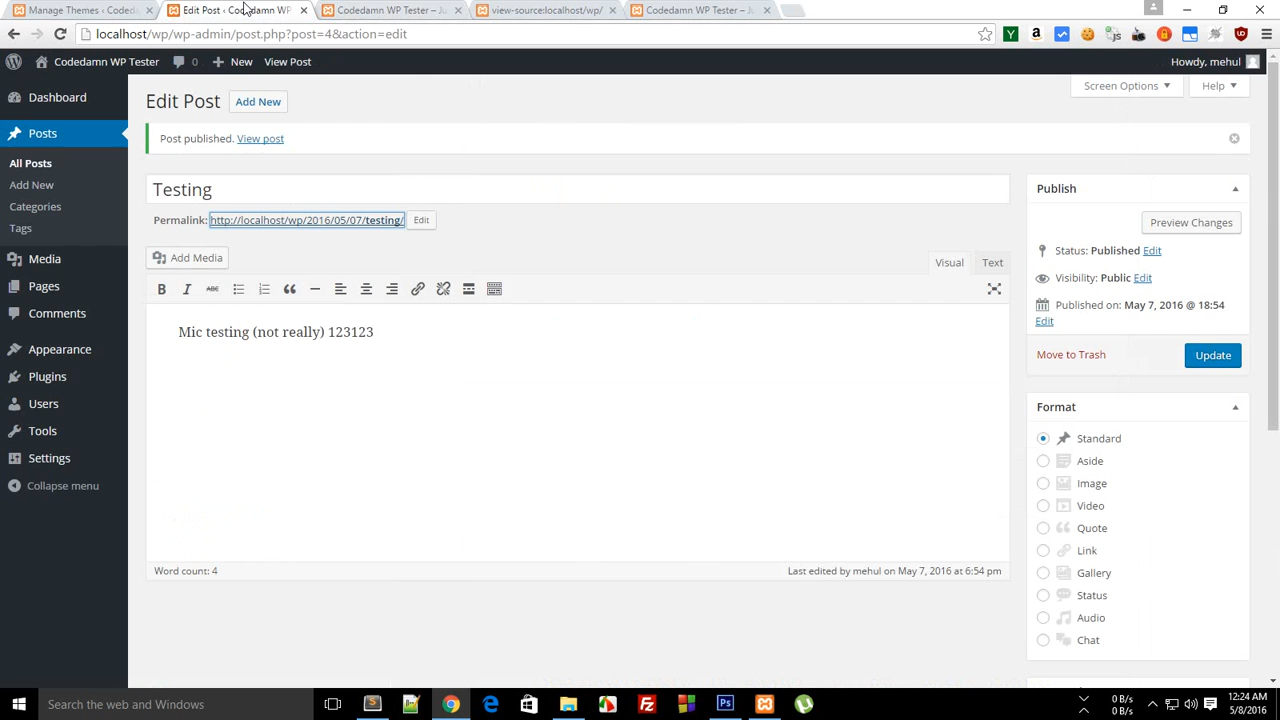 Manage Themes ‹ Coded
Edit Post ‹ Codedamn WP
Codedamn WP Tester – Ju
view-source:localhost/wp/
Codedamn WP Tester – Ju
localhost/wp/wp-admin/post.php?post=4&action=edit
Codedamn WP Tester 0 New View Post Howdy, mehul
Screen Options Help
Dashboard
Posts
All Posts
Add New
Categories
Tags
Media
Pages
Comments
Appearance
Plugins
Users
Tools
Settings
Collapse menu
Edit Post Add New
Post published. View post
Testing
Permalink: http://localhost/wp/2016/05/07/testing/ Edit
Add Media
Visual Text
B I ABC
Mic testing (not really) 123123
Word count: 4
Last edited by mehul on May 7, 2016 at 6:54 pm
Publish
Preview Changes
Status: Published Edit
Visibility: Public Edit
Published on: May 7, 2016 @ 18:54
Edit
Move to Trash Update
Format
Standard
Aside
Image
Video
Quote
Link
Gallery
Status
Audio
Chat
Search the web and Windows
0 B/s
0 B/s
12:24 AM
5/8/2016